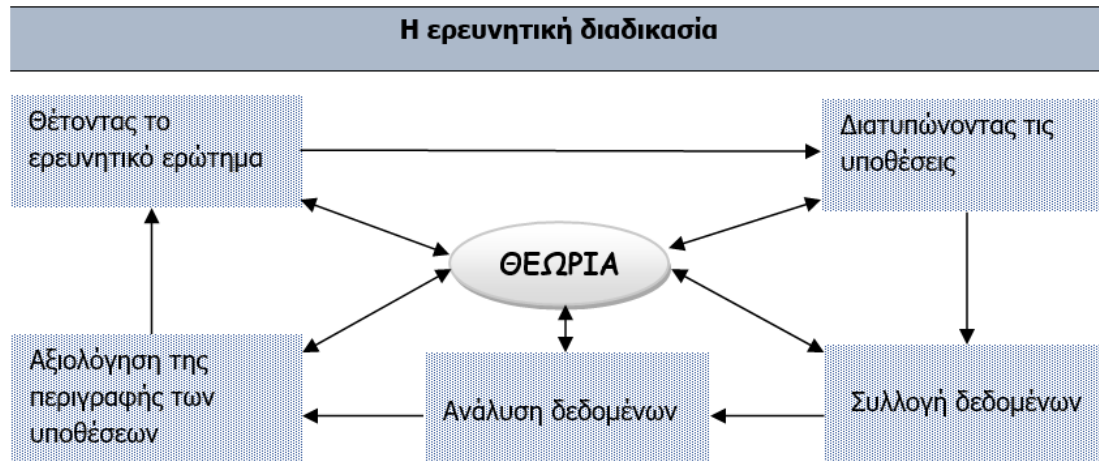 Η ερευνητική διαδικασία
Θέτοντας το
ερευνητικό ερώτημα
Διατυπώνοντας τις
υποθέσεις
ΘΕΩΡΙΑ
Αξιολόγηση της
περιγραφής των
υποθέσεων
Ανάλυση δεδομένων
Συλλογή δεδομένων